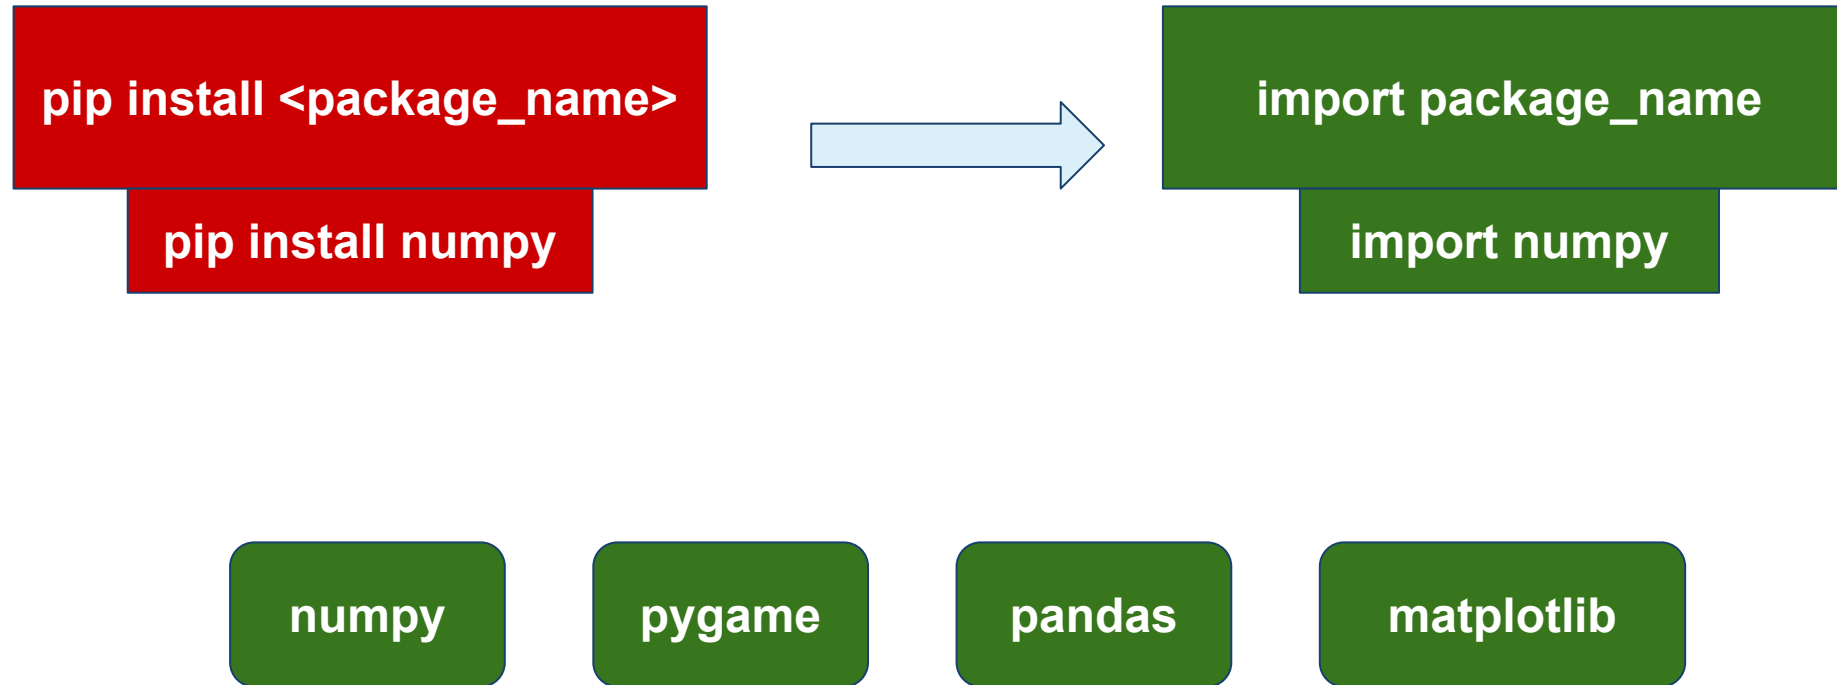 pip install <package_name>
import package_name
pip install numpy
import numpy
numpy
pygame
pandas
matplotlib